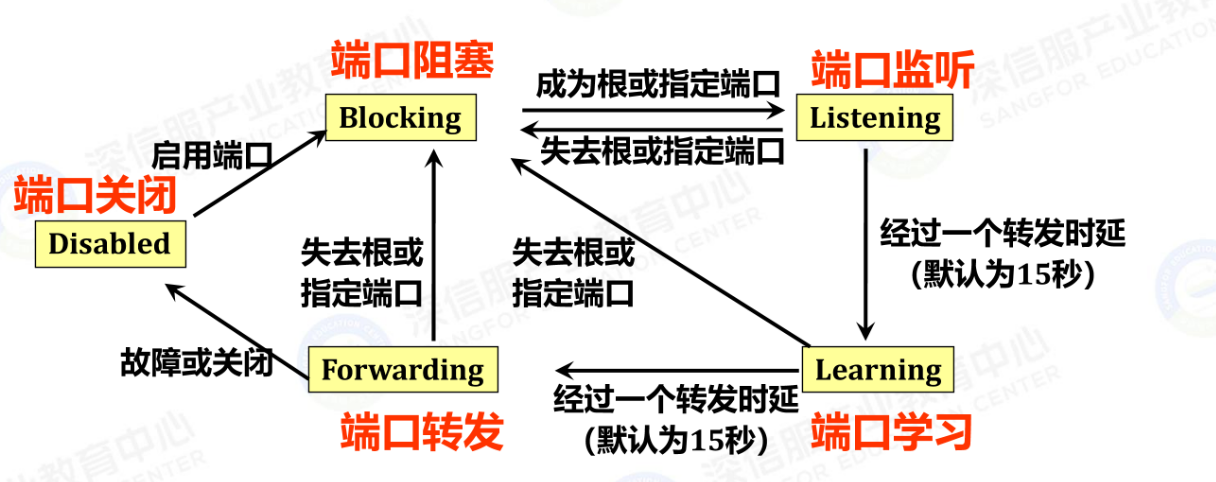 端口阻塞
Blocking
成为根或指定端口
失去根或指定端口
端口监听
Listening
启用端口
端口关闭
Disabled
失去根或
指定端口
失去根或
指定端口
经过一个转发时延
（默认为15秒）
故障或关闭
Forwarding
端口转发
经过一个转发时延
（默认为15秒）
Learning
端口学习
深信服产业教育中心
SANGFOR EDUCATION CENTER